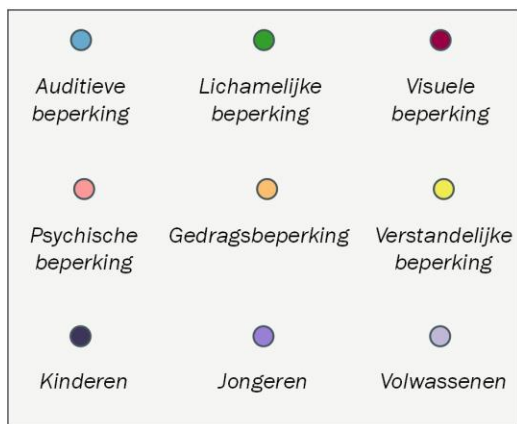 Auditieve beperking
Lichamelijke beperking
Visuele beperking
Psychische beperking
Gedragsbeperking
Verstandelijke beperking
Kinderen
Jongeren
Volwassenen